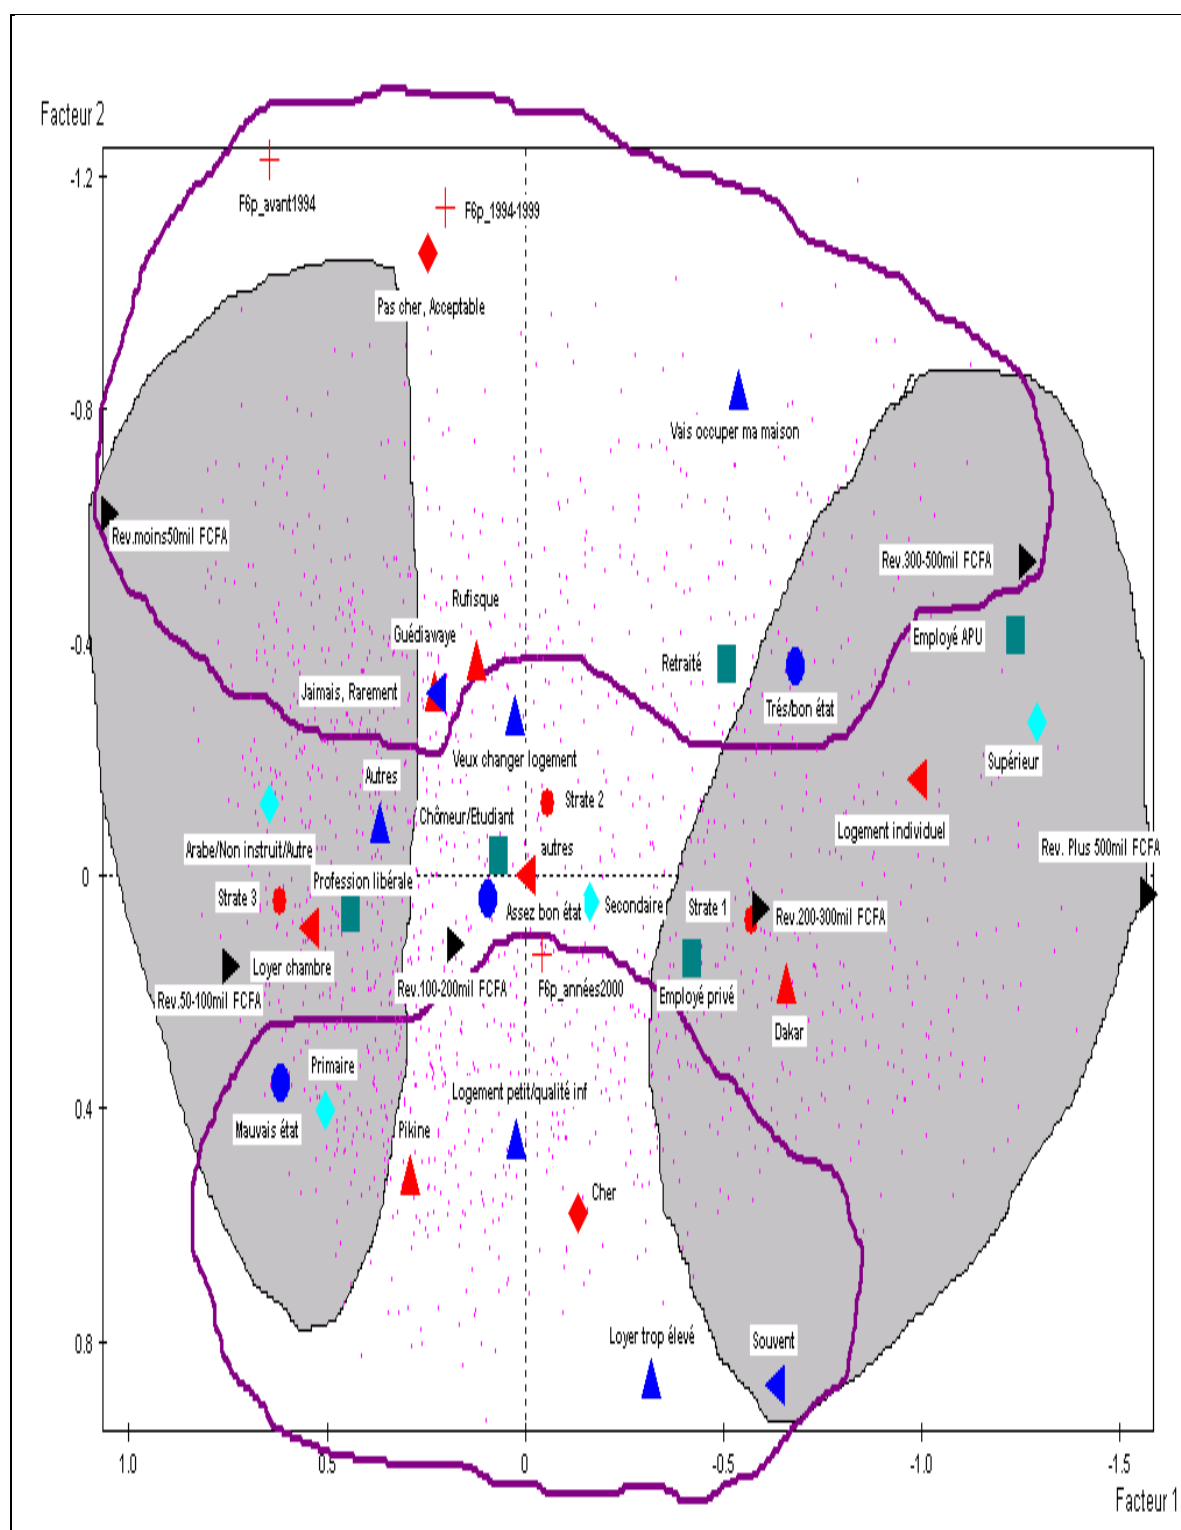 Facteur 2
-1.2
F6p_avant1994
F6p_1994-1999
Pas cher, Acceptable
-0.8
Vais occuper ma maison
Rev.moins50mil FCFA
Rev.300-500mil FCFA
Rufisque
Guédiawaye
-0.4
Employé APU
Retraité
Jaimais, Rarement
Trés/bon état
Veux changer logement
Supérieur
Autres
Strate 2
Chômeur/Etudiant
Logement individuel
autres
Arabe/Non instruit/Autre
Rev. Plus 500mil FCFA
0
Profession libérale
Strate 3
Secondaire
Strate 1
Assez bon état
Rev.200-300mil FCFA
Loyer chambre
Rev.100-200mil FCFA
F6p_années2000
Employé privé
Rev.50-100mil FCFA
Dakar
Primaire
Logement petit/qualité inf
0.4
Mauvais état
Pikine
Cher
Loyer trop élevé
Souvent
0.8
1.0
0.5
0
-0.5
-1.0
-1.5
Facteur 1